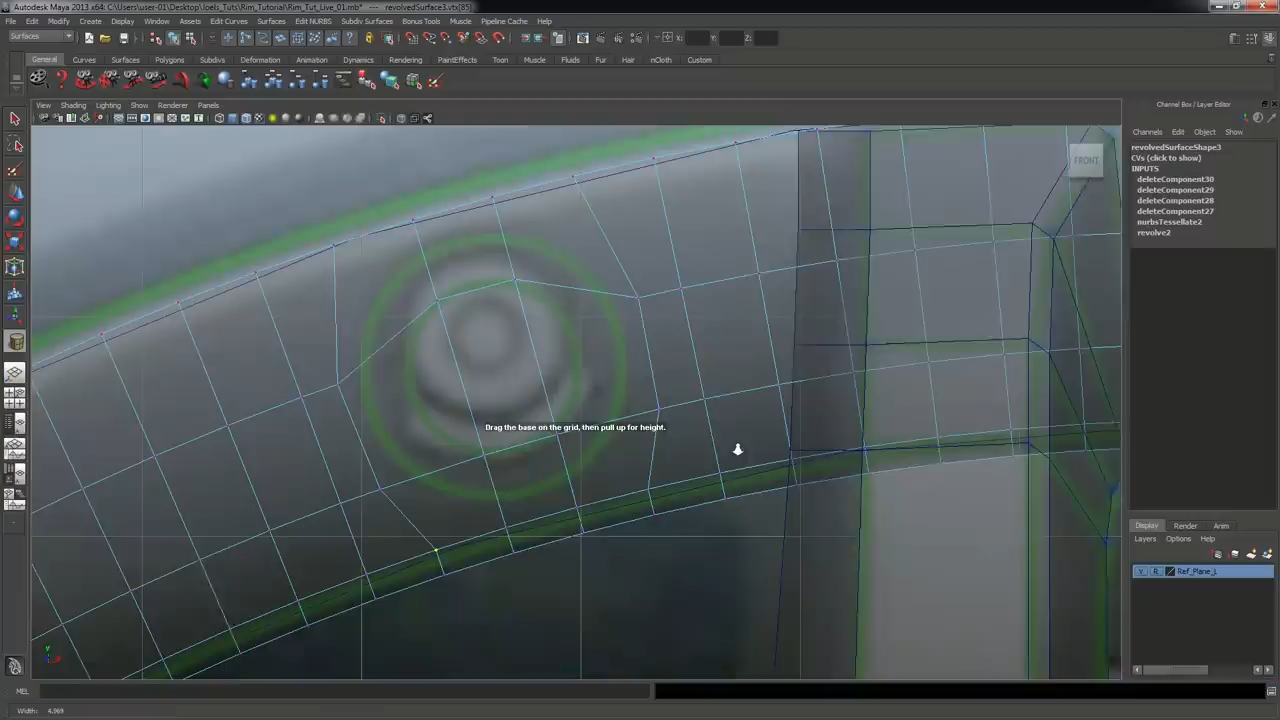 Autodesk Maya 2013 x64: C:\Users\user-01\Desktop\Joels_Tuts\Rim_Tutorial\Rim_Tut_Live_01.mb* --- revolvedSurface3.vtx[85]
File Edit Modify Create Display Window Assets Edit Curves Surfaces Edit NURBS Subdiv Surfaces Bonus Tools Muscle Pipeline Cache Help
Surfaces X: Y: Z:
General Curves Surfaces Polygons Subdivs Deformation Animation Dynamics Rendering PaintEffects Toon Muscle Fluids Fur Hair nCloth Custom
Channel Box / Layer Editor
View Shading Lighting Show Renderer Panels
Channels Edit Object Show
revolvedSurfaceShape3
CVs (click to show)
INPUTS
deleteComponent30
deleteComponent29
deleteComponent28
deleteComponent27
nurbsTessellate2
revolve2
FRONT
Drag the base on the grid, then pull up for height.
Display Render Anim
Layers Options Help
V R Ref_Plane_L
MEL
Width: 4.969